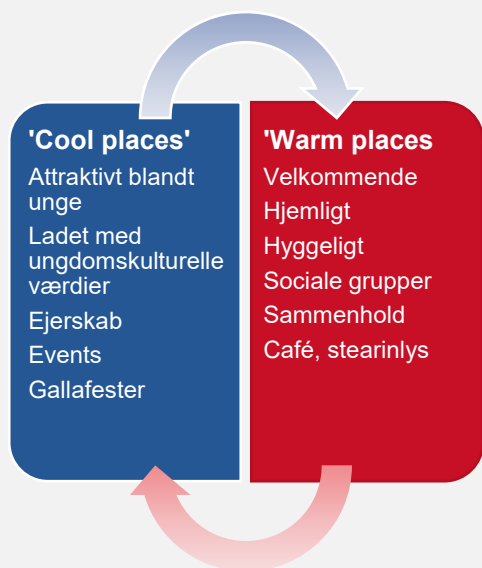 'Cool places'
Attraktivt blandt
unge
Ladet med
ungdomskulturelle
værdier
Ejerskab
Events
Gallafester
'Warm places
Velkommende
Hjemligt
Hyggeligt
Sociale grupper
Sammenhold
Café, stearinlys